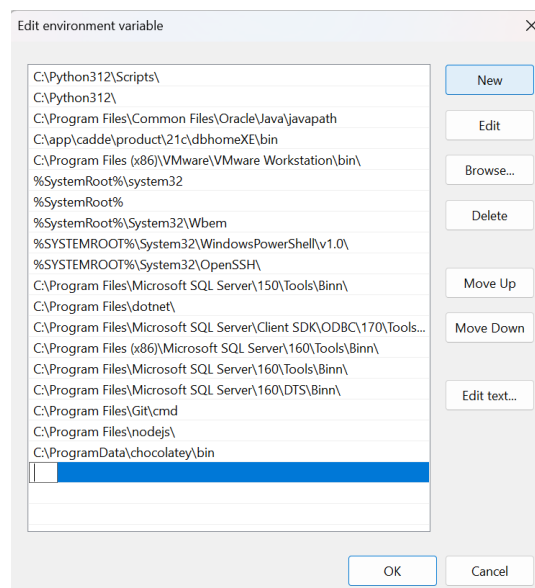 Edit environment variable
C:\Python312\Scripts\
C:\Python312\
C:\Program Files\Common Files\Oracle\Java\javapath
C:\app\cadde\product\21c\dbhomeXE\bin
C:\Program Files (x86)\VMware\VMware Workstation\bin\
%SystemRoot%\system32
%SystemRoot%
%SystemRoot%\System32\Wbem
%SYSTEMROOT%\System32\WindowsPowerShell\v1.0\
%SYSTEMROOT%\System32\OpenSSH\
C:\Program Files\Microsoft SQL Server\150\Tools\Binn\
C:\Program Files\dotnet\
C:\Program Files\Microsoft SQL Server\Client SDK\ODBC\170\Tools...
C:\Program Files (x86)\Microsoft SQL Server\160\Tools\Binn\
C:\Program Files\Microsoft SQL Server\160\Tools\Binn\
C:\Program Files\Microsoft SQL Server\160\DTS\Binn\
C:\Program Files\Git\cmd
C:\Program Files\nodejs\
C:\ProgramData\chocolatey\bin
New
Edit
Browse...
Delete
Move Up
Move Down
Edit text...
OK
Cancel